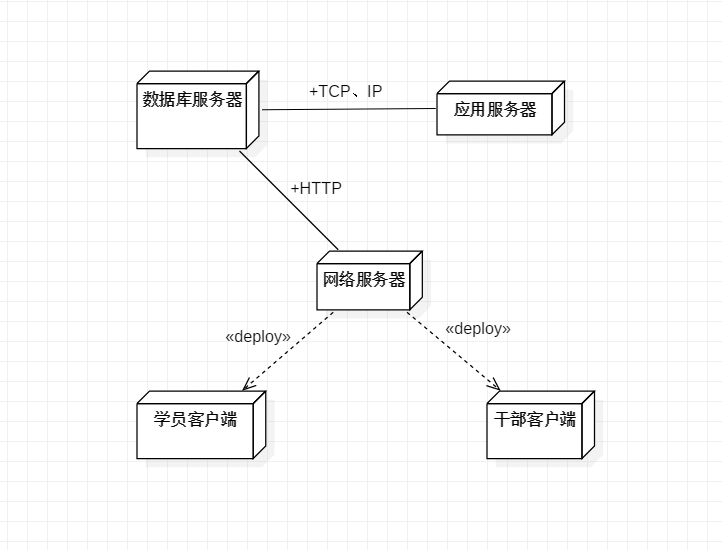 数据库服务器
+TCP、IP
应用服务器
+HTTP
网络服务器
«deploy»
«deploy»
学员客户端
干部客户端